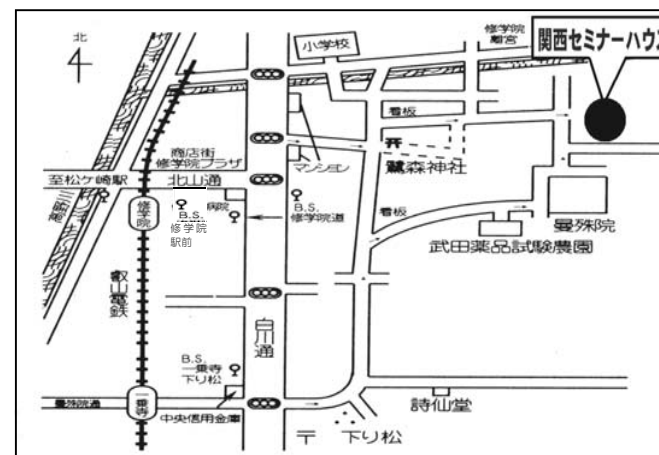 北
小学校
修学院
離宮
関西セミナーハウス
看板
商店街
修学院プラザ
マンション
鷺森神社
至松ヶ崎駅
北山通
病院
B.S.
修学院
駅前
B.S.
修学院道
修学院
看板
曼殊院
武田薬品試験農園
叡山電鉄
白川通
B.S.
一乗寺
下り松
一乗寺
曼殊院道
中央信用金庫
詩仙堂
〒
下り松